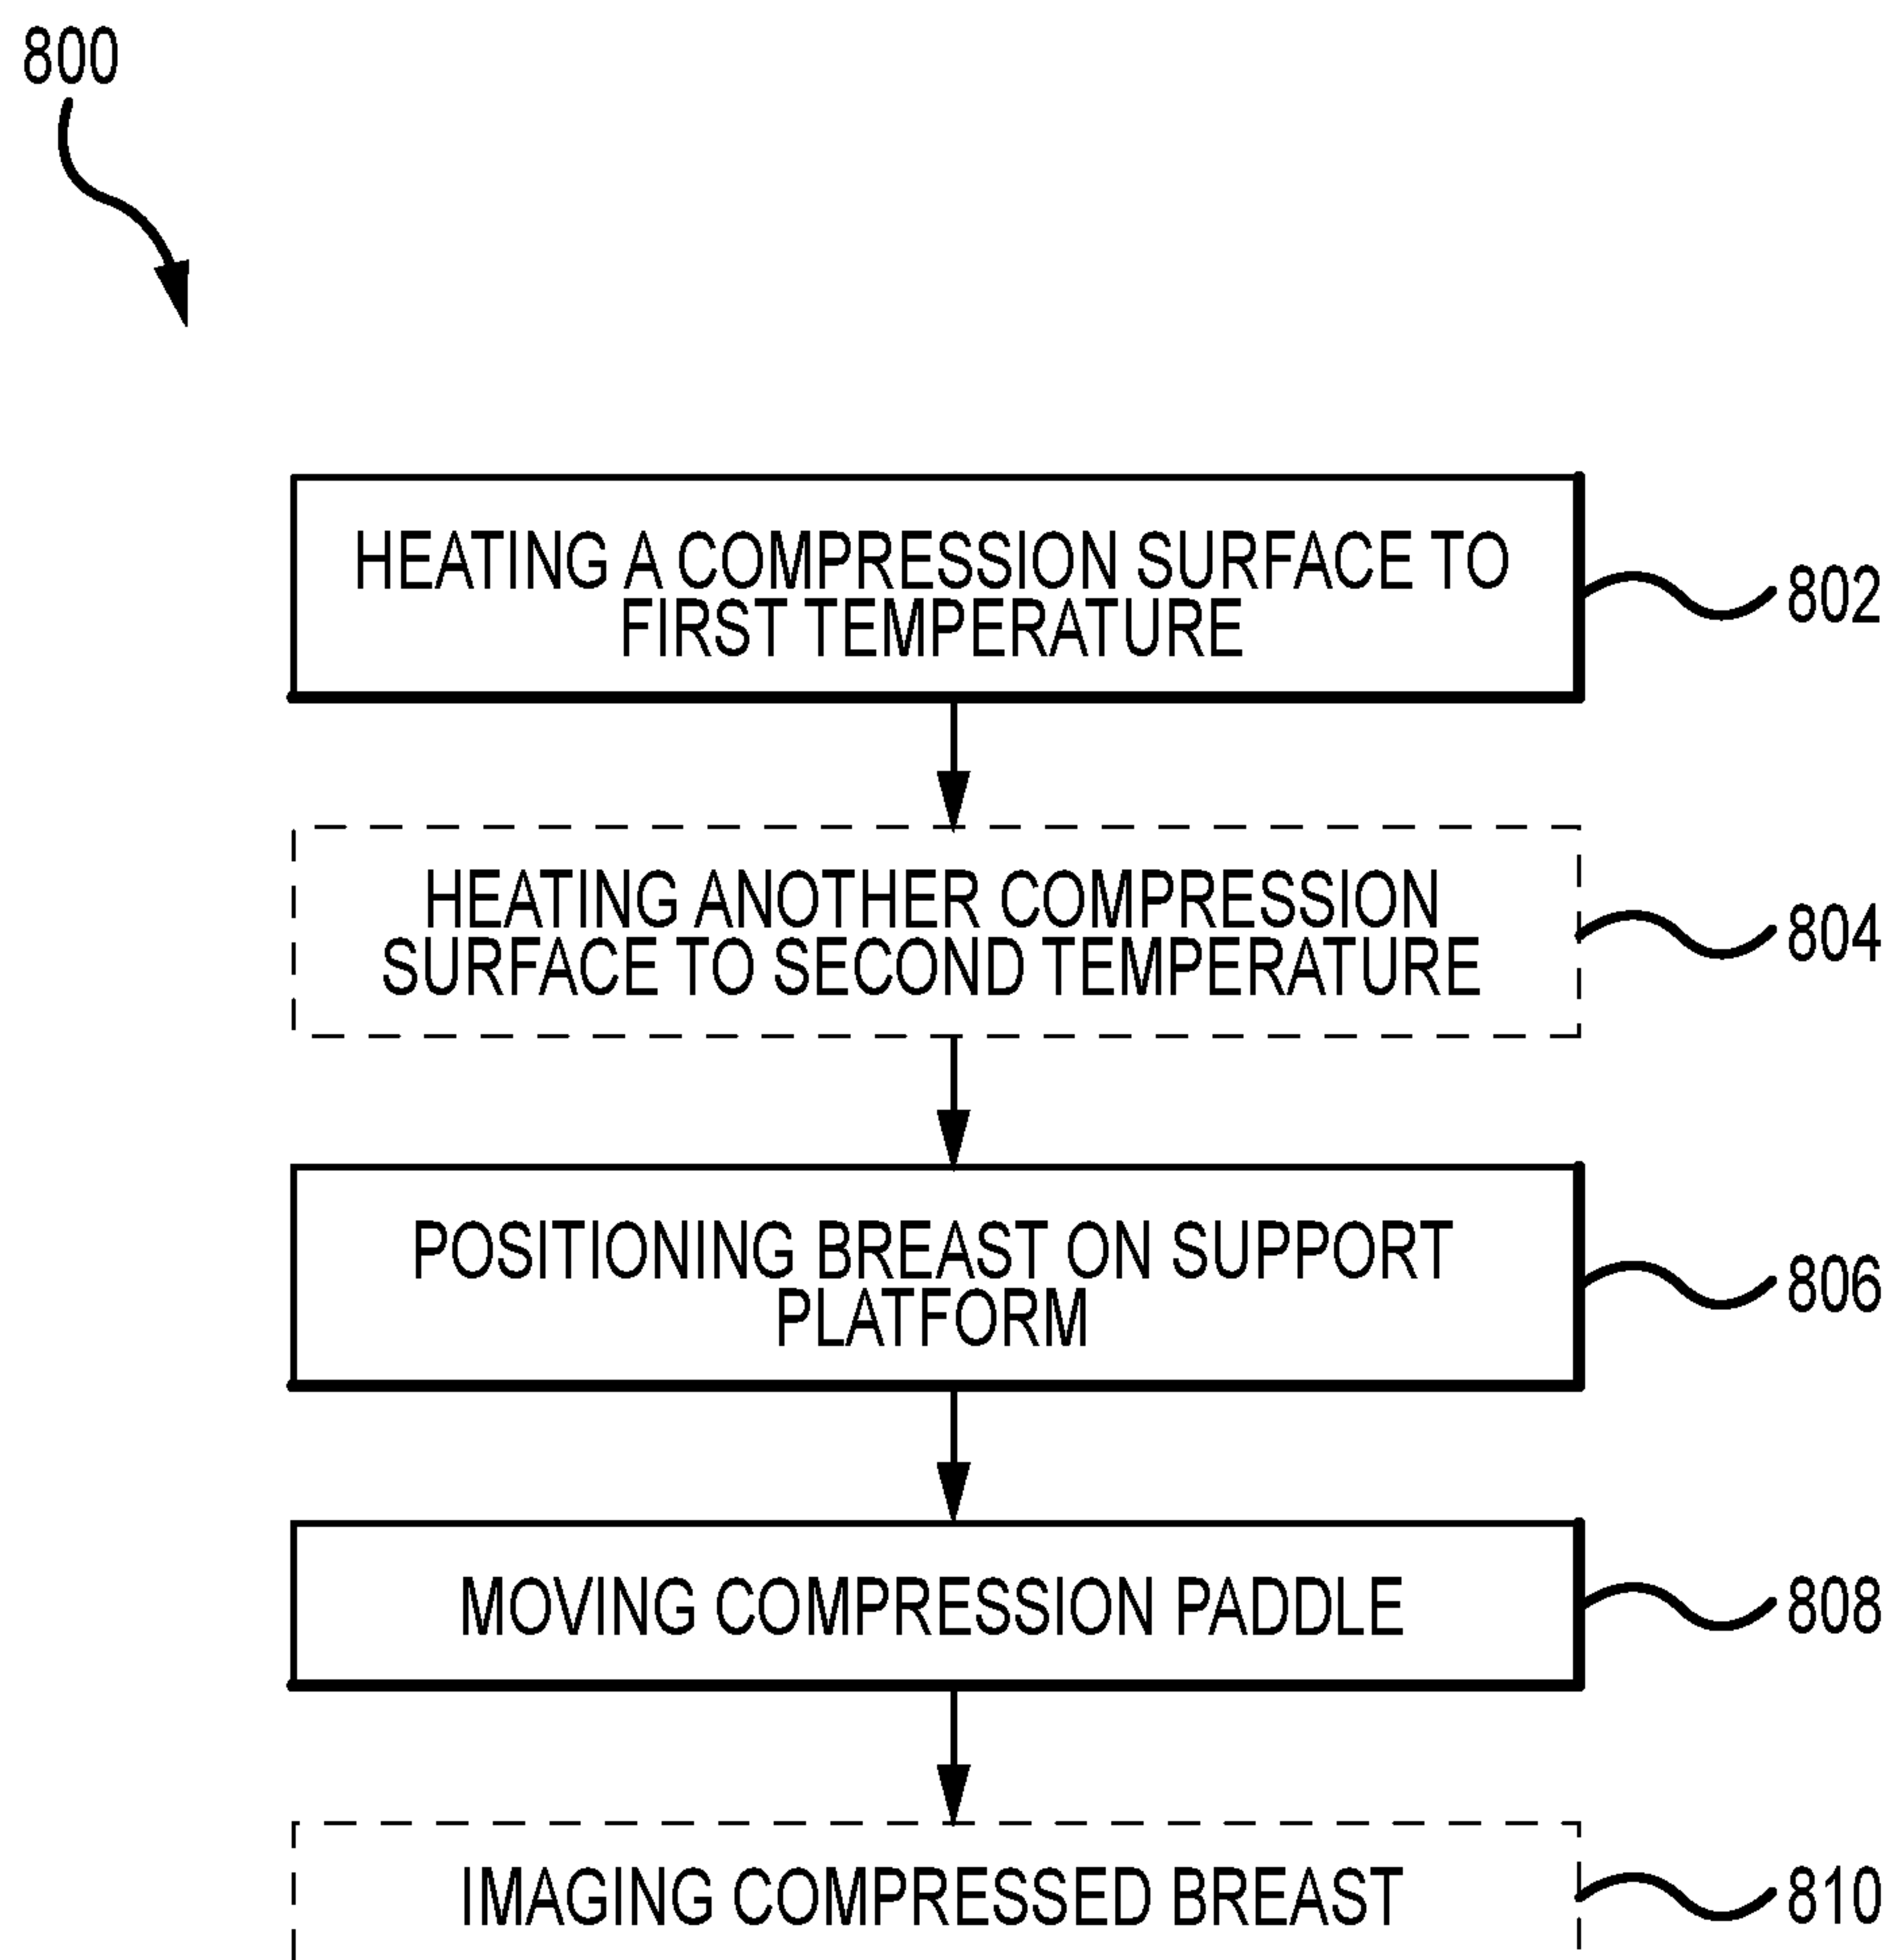 800
HEATING A COMPRESSION SURFACE TO
FIRST TEMPERATURE
802
HEATING ANOTHER COMPRESSION
SURFACE TO SECOND TEMPERATURE
804
POSITIONING BREAST ON SUPPORT
PLATFORM
806
MOVING COMPRESSION PADDLE
808
IMAGING COMPRESSED BREAST
810